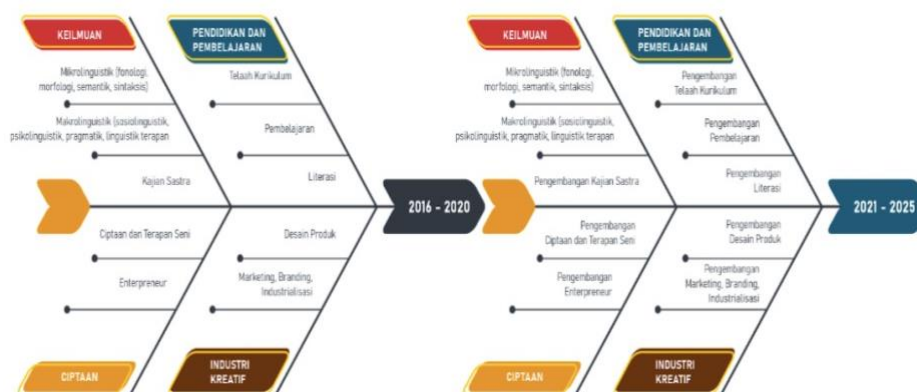 KEILMUAN
Mikrolinguistik (fonologi,
morfologi, semantik, sintaksis)
Makrolinguistik (sosiolinguistik,
psikolinguistik, pragmatik, linguistik terapan
Kajian Sastra
PENDIDIKAN DAN
PEMBELAJARAN
Telaah Kurikulum
Pembelajaran
Literasi
Ciptaan dan Terapan Seni
Enterpreneur
CIPTAAN
Desain Produk
Marketing, Branding,
Industrialisasi
INDUSTRI
KREATIF
2016 - 2020
KEILMUAN
Mikrolinguistik (fonologi,
morfologi, semantik, sintaksis)
Makrolinguistik (sosiolinguistik,
psikolinguistik, pragmatik, linguistik terapan
Pengembangan Kajian Sastra
PENDIDIKAN DAN
PEMBELAJARAN
Pengembangan
Telaah Kurikulum
Pengembangan
Pembelajaran
Pengembangan
Literasi
Pengembangan
Ciptaan dan Terapan Seni
Pengembangan
Enterpreneur
CIPTAAN
Pengembangan
Desain Produk
Pengembangan
Marketing, Branding,
Industrialisasi
INDUSTRI
KREATIF
2021 - 2025